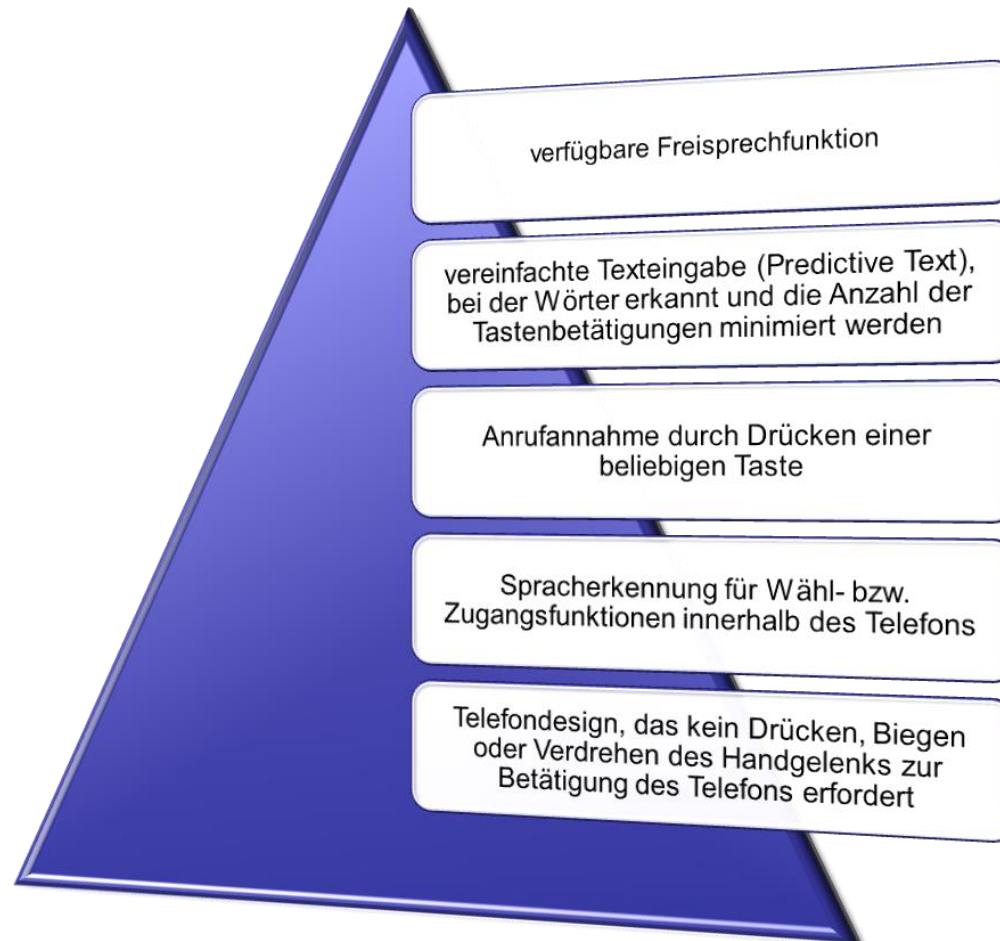 verfügbare Freisprechfunktion
vereinfachte Texteingabe (Predictive Text),
bei der Wörter erkannt und die Anzahl der
Tastenbetätigungen minimiert werden
Anrufannahme durch Drücken einer
beliebigen Taste
Spracherkennung für Wähl- bzw.
Zugangsfunktionen innerhalb des Telefons
Telefondesign, das kein Drücken, Biegen
oder Verdrehen des Handgelenks zur
Betätigung des Telefons erfordert